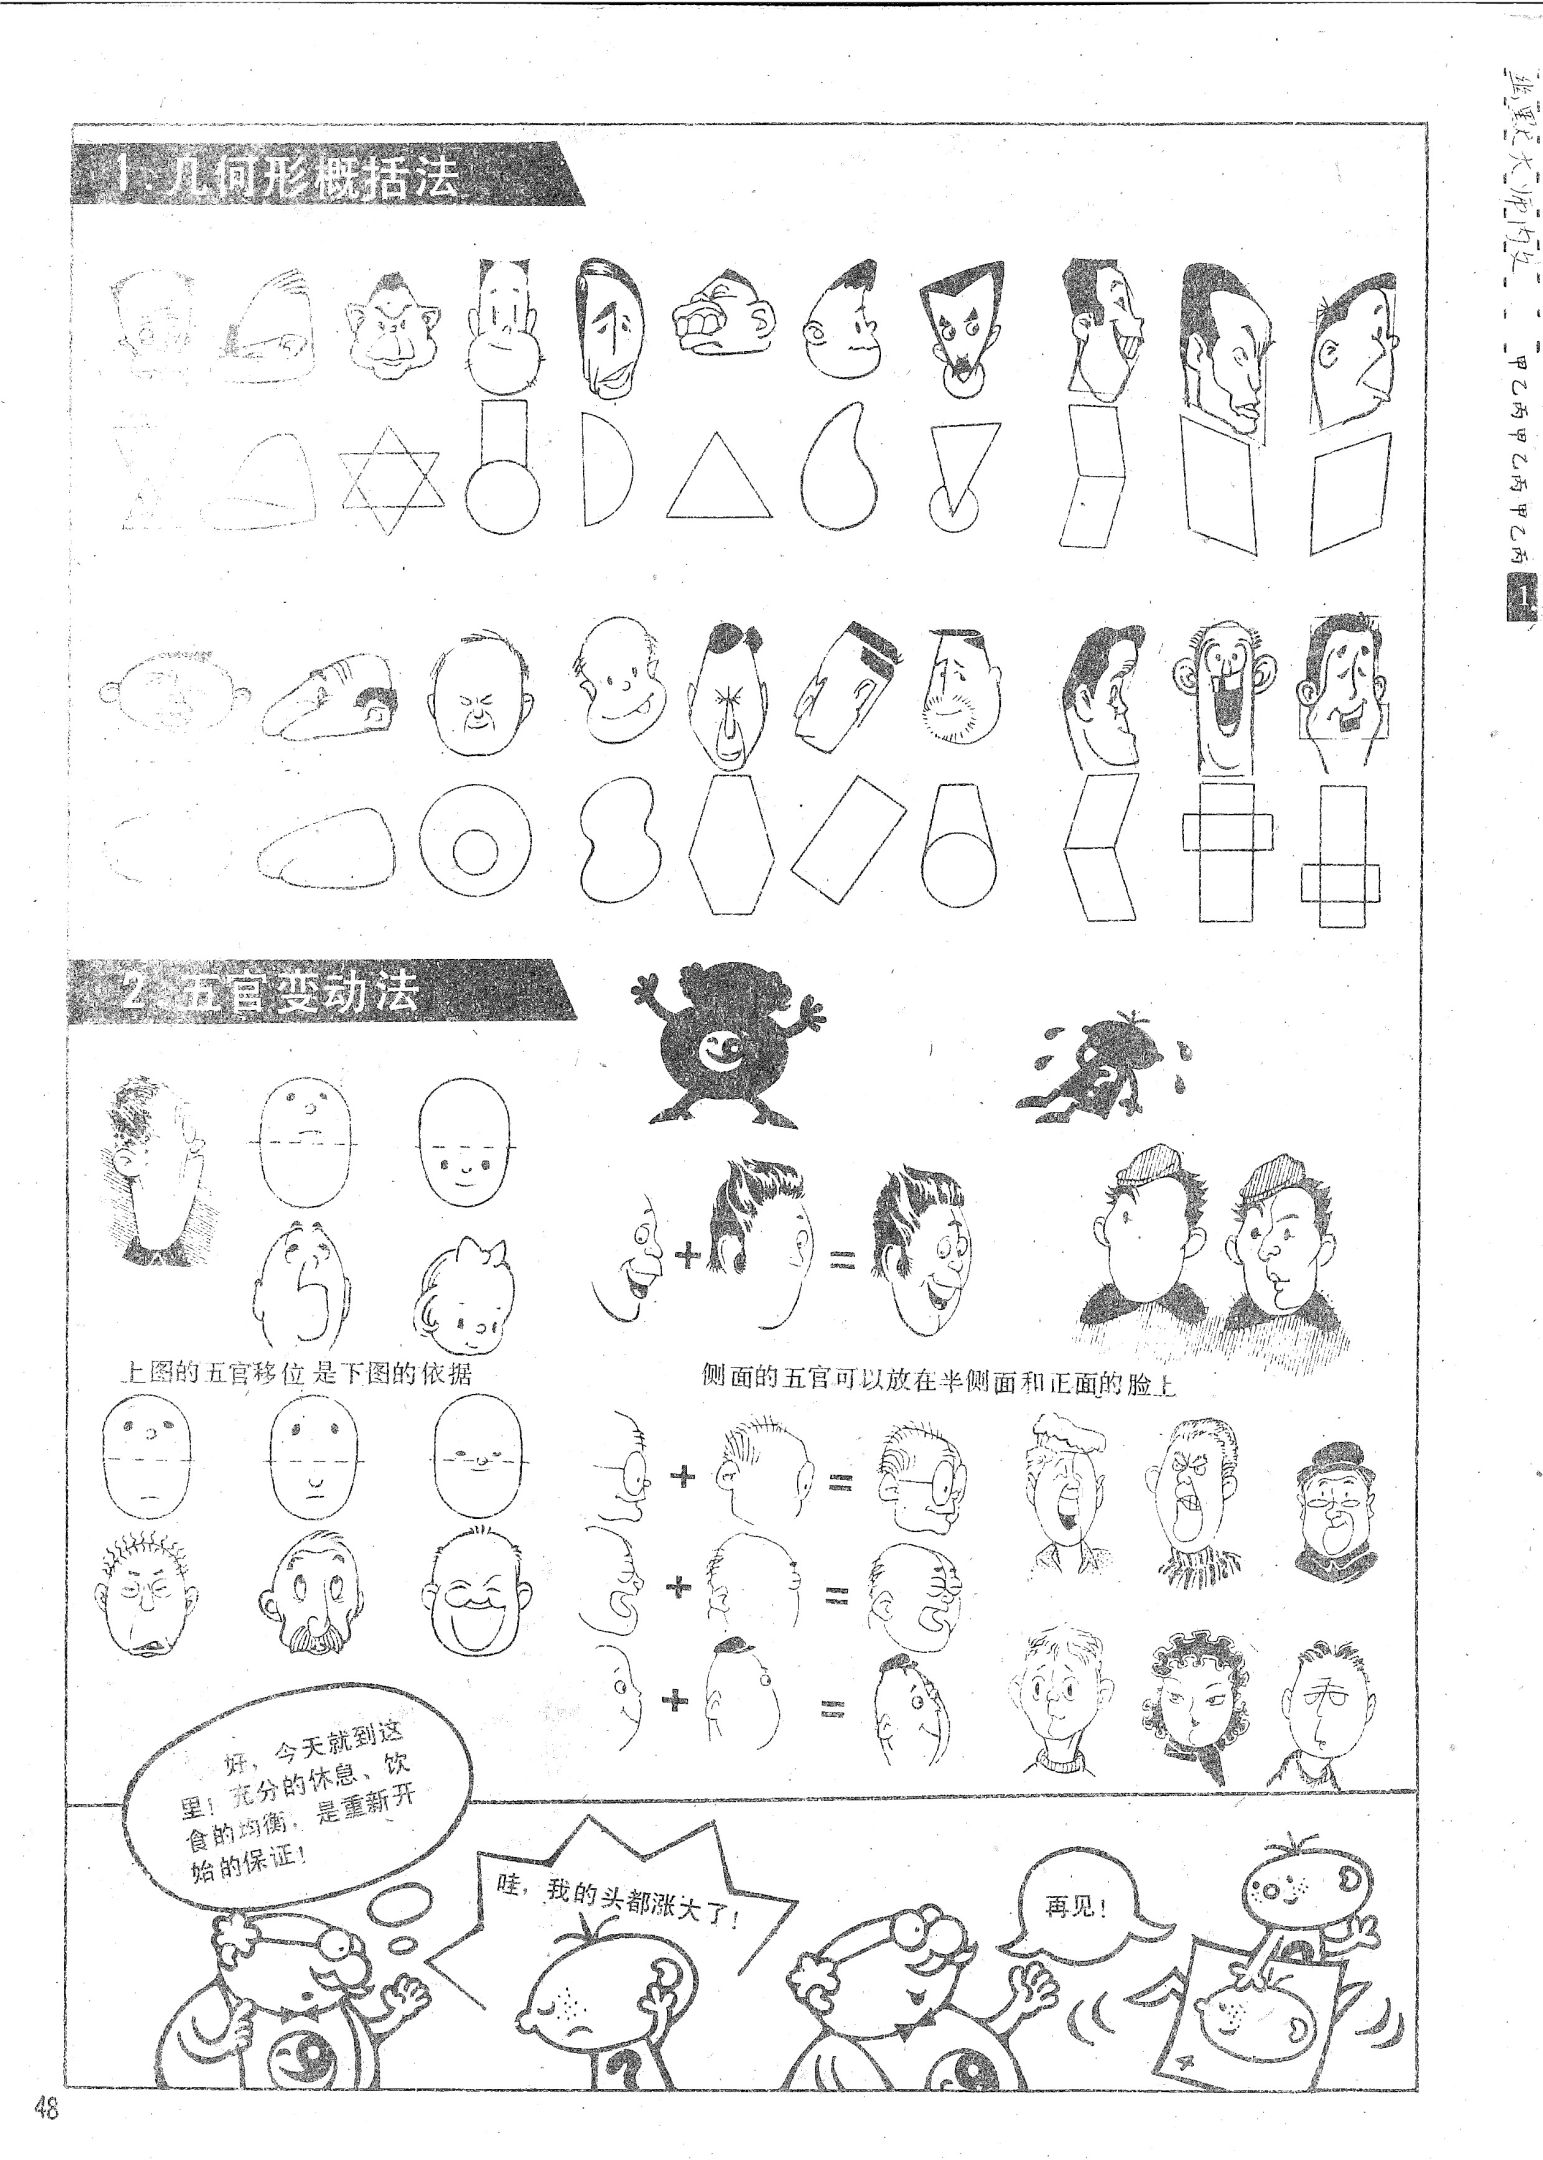 1.几何形概括法
2.五官变动法
上图的五官移位是下图的依据
侧面的五官可以放在半侧面和正面的脸上
好，今天就到这
里！充分的休息、饮
食的均衡，是重新开
始的保证！
哇，我的头都涨大了！
再见！
甲乙丙甲乙丙甲乙丙
1
48